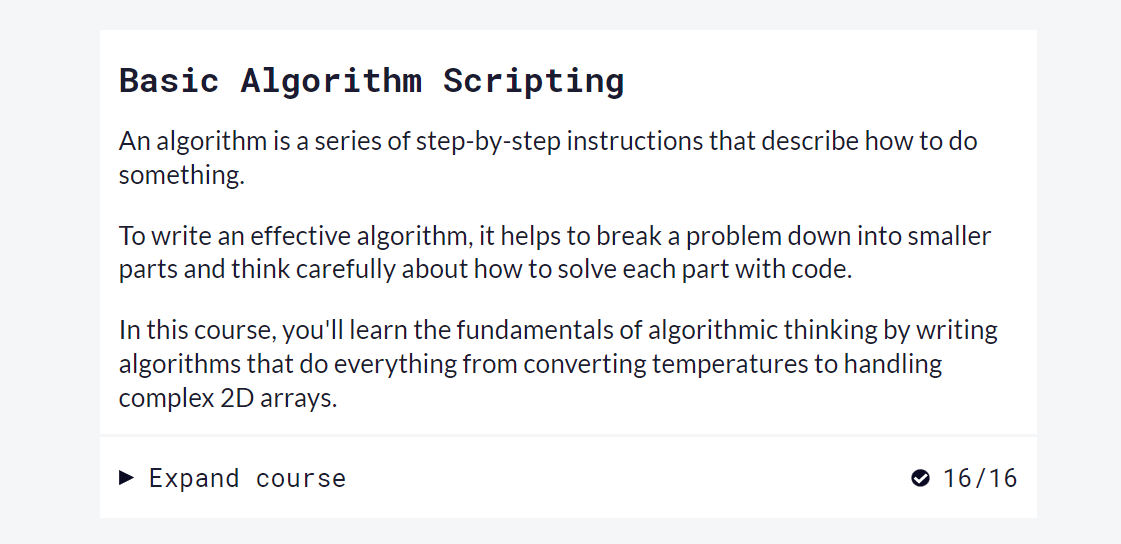 Basic Algorithm Scripting
An algorithm is a series of step-by-step instructions that describe how to do
something.
To write an effective algorithm, it helps to break a problem down into smaller
parts and think carefully about how to solve each part with code.
In this course, you'll learn the fundamentals of algorithmic thinking by writing
algorithms that do everything from converting temperatures to handling
complex 2D arrays.
Expand course 16/16